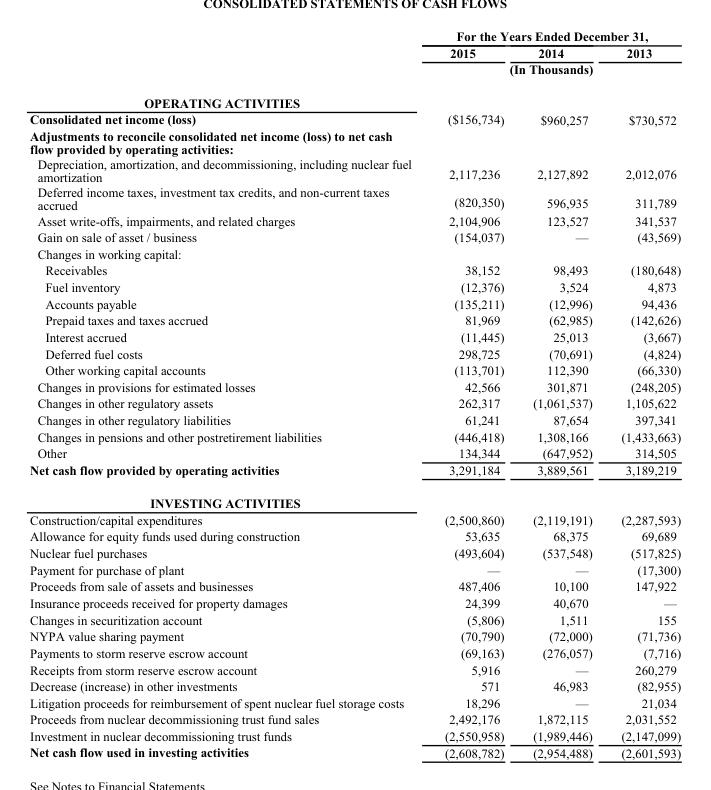 CONSOLIDATED STATEMENTS OF CASH FLOWS
For the Years Ended December 31,
2015 2014 2013
(In Thousands)
OPERATING ACTIVITIES
Consolidated net income (loss) ($156,734) $960,257 $730,572
Adjustments to reconcile consolidated net income (loss) to net cash
flow provided by operating activities:
Depreciation, amortization, and decommissioning, including nuclear fuel
amortization 2,117,236 2,127,892 2,012,076
Deferred income taxes, investment tax credits, and non-current taxes
accrued (820,350) 596,935 311,789
Asset write-offs, impairments, and related charges 2,104,906 123,527 341,537
Gain on sale of asset / business (154,037) — (43,569)
Changes in working capital:
Receivables 38,152 98,493 (180,648)
Fuel inventory (12,376) 3,524 4,873
Accounts payable (135,211) (12,996) 94,436
Prepaid taxes and taxes accrued 81,969 (62,985) (142,626)
Interest accrued (11,445) 25,013 (3,667)
Deferred fuel costs 298,725 (70,691) (4,824)
Other working capital accounts (113,701) 112,390 (66,330)
Changes in provisions for estimated losses 42,566 301,871 (248,205)
Changes in other regulatory assets 262,317 (1,061,537) 1,105,622
Changes in other regulatory liabilities 61,241 87,654 397,341
Changes in pensions and other postretirement liabilities (446,418) 1,308,166 (1,433,663)
Other 134,344 (647,952) 314,505
Net cash flow provided by operating activities 3,291,184 3,889,561 3,189,219
INVESTING ACTIVITIES
Construction/capital expenditures (2,500,860) (2,119,191) (2,287,593)
Allowance for equity funds used during construction 53,635 68,375 69,689
Nuclear fuel purchases (493,604) (537,548) (517,825)
Payment for purchase of plant — — (17,300)
Proceeds from sale of assets and businesses 487,406 10,100 147,922
Insurance proceeds received for property damages 24,399 40,670 —
Changes in securitization account (5,806) 1,511 155
NYPA value sharing payment (70,790) (72,000) (71,736)
Payments to storm reserve escrow account (69,163) (276,057) (7,716)
Receipts from storm reserve escrow account 5,916 — 260,279
Decrease (increase) in other investments 571 46,983 (82,955)
Litigation proceeds for reimbursement of spent nuclear fuel storage costs 18,296 — 21,034
Proceeds from nuclear decommissioning trust fund sales 2,492,176 1,872,115 2,031,552
Investment in nuclear decommissioning trust funds (2,550,958) (1,989,446) (2,147,099)
Net cash flow used in investing activities (2,608,782) (2,954,488) (2,601,593)
See Notes to Financial Statements